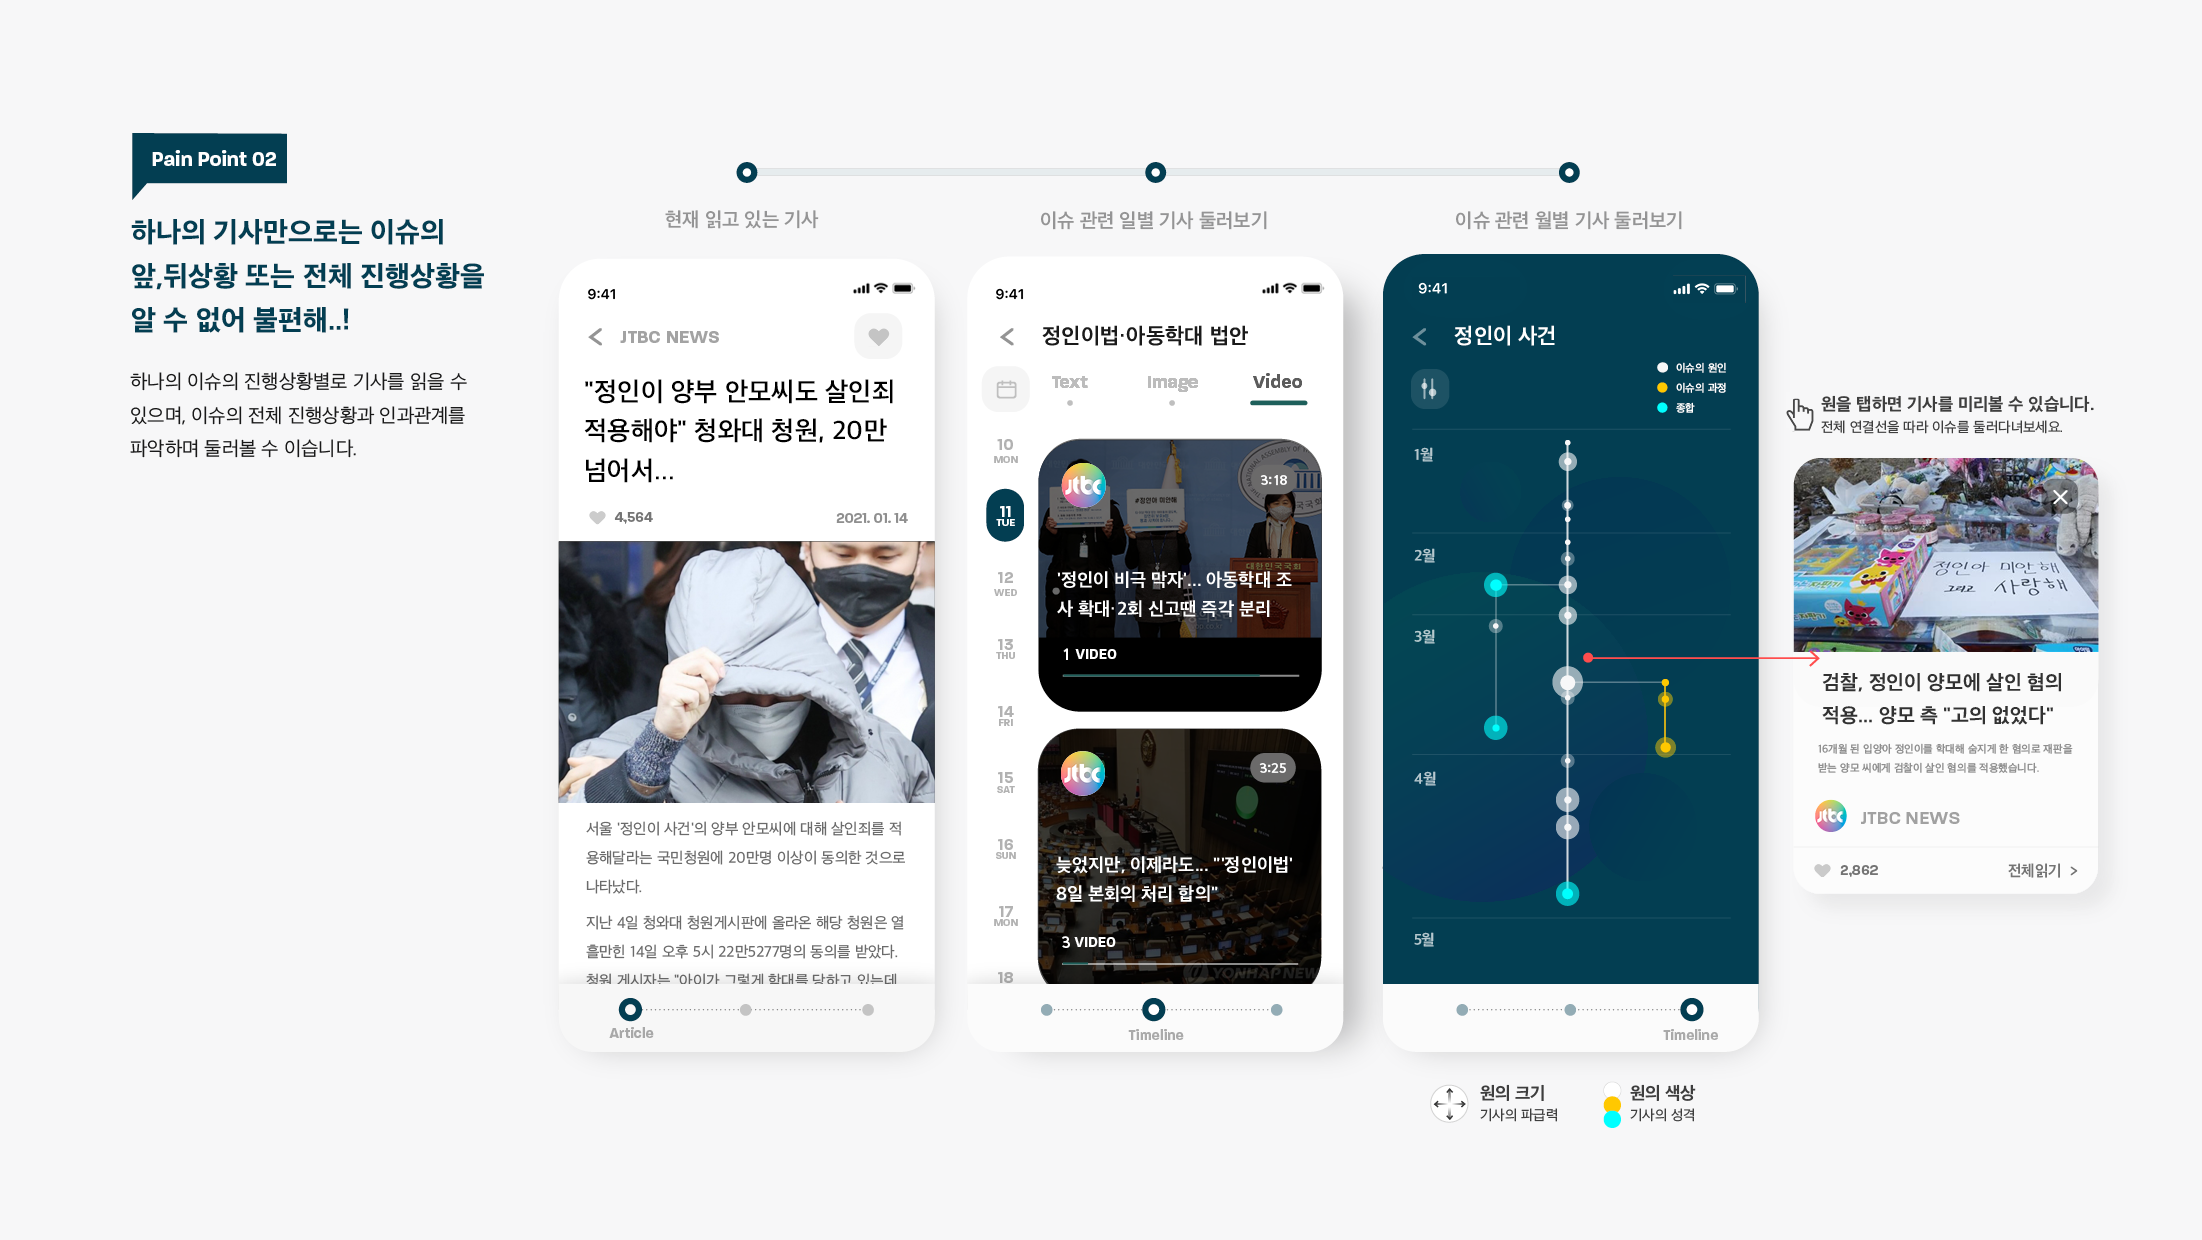 Pain Point 02
하나의 기사만으로는 이슈의
앞,뒤상황 또는 전체 진행상황을
알 수 없어 불편해..!
하나의 이슈의 진행상황별로 기사를 읽을 수
있으며, 이슈의 전체 진행상황과 인과관계를
파악하며 둘러볼 수 이습니다.
현재 읽고 있는 기사
이슈 관련 일별 기사 둘러보기
이슈 관련 월별 기사 둘러보기
9:41
JTBC NEWS
"정인이 양부 안모씨도 살인죄
적용해야" 청와대 청원, 20만
넘어서...
4,564
2021. 01. 14
서울 '정인이 사건'의 양부 안모씨에 대해 살인죄를 적
용해달라는 국민청원에 20만명 이상이 동의한 것으로
나타났다.
지난 4일 청와대 청원게시판에 올라온 해당 청원은 열
흘만힌 14일 오후 5시 22만5277명의 동의를 받았다.
청원 게시자는 "아이가 그렇게 학대를 당하고 있는데
Article
9:41
정인이법·아동학대 법안
Text
Image
Video
10
MON
11
TUE
12
WED
13
THU
14
FRI
15
SAT
16
SUN
17
MON
18
jtbc
3:18
#정인아 미안해
대한민국국회
'정인이 비극 막자'... 아동학대 조
사 확대·2회 신고땐 즉각 분리
1 VIDEO
jtbc
3:25
늦었지만, 이제라도... "'정인이법'
8일 본회의 처리 합의"
3 VIDEO
YONHAP NEW
Timeline
9:41
정인이 사건
이슈의 원인
이슈의 과정
종합
1월
2월
3월
4월
5월
Timeline
원의 크기
기사의 파급력
원의 색상
기사의 성격
원을 탭하면 기사를 미리볼 수 있습니다.
전체 연결선을 따라 이슈를 둘러다녀보세요.
정인아 미안해
그리고 사랑해
검찰, 정인이 양모에 살인 혐의
적용... 양모 측 "고의 없었다"
16개월 된 입양아 정인이를 학대해 숨지게 한 혐의로 재판을
받는 양모 씨에게 검찰이 살인 혐의를 적용했습니다.
jtbc
JTBC NEWS
2,862
전체읽기 >